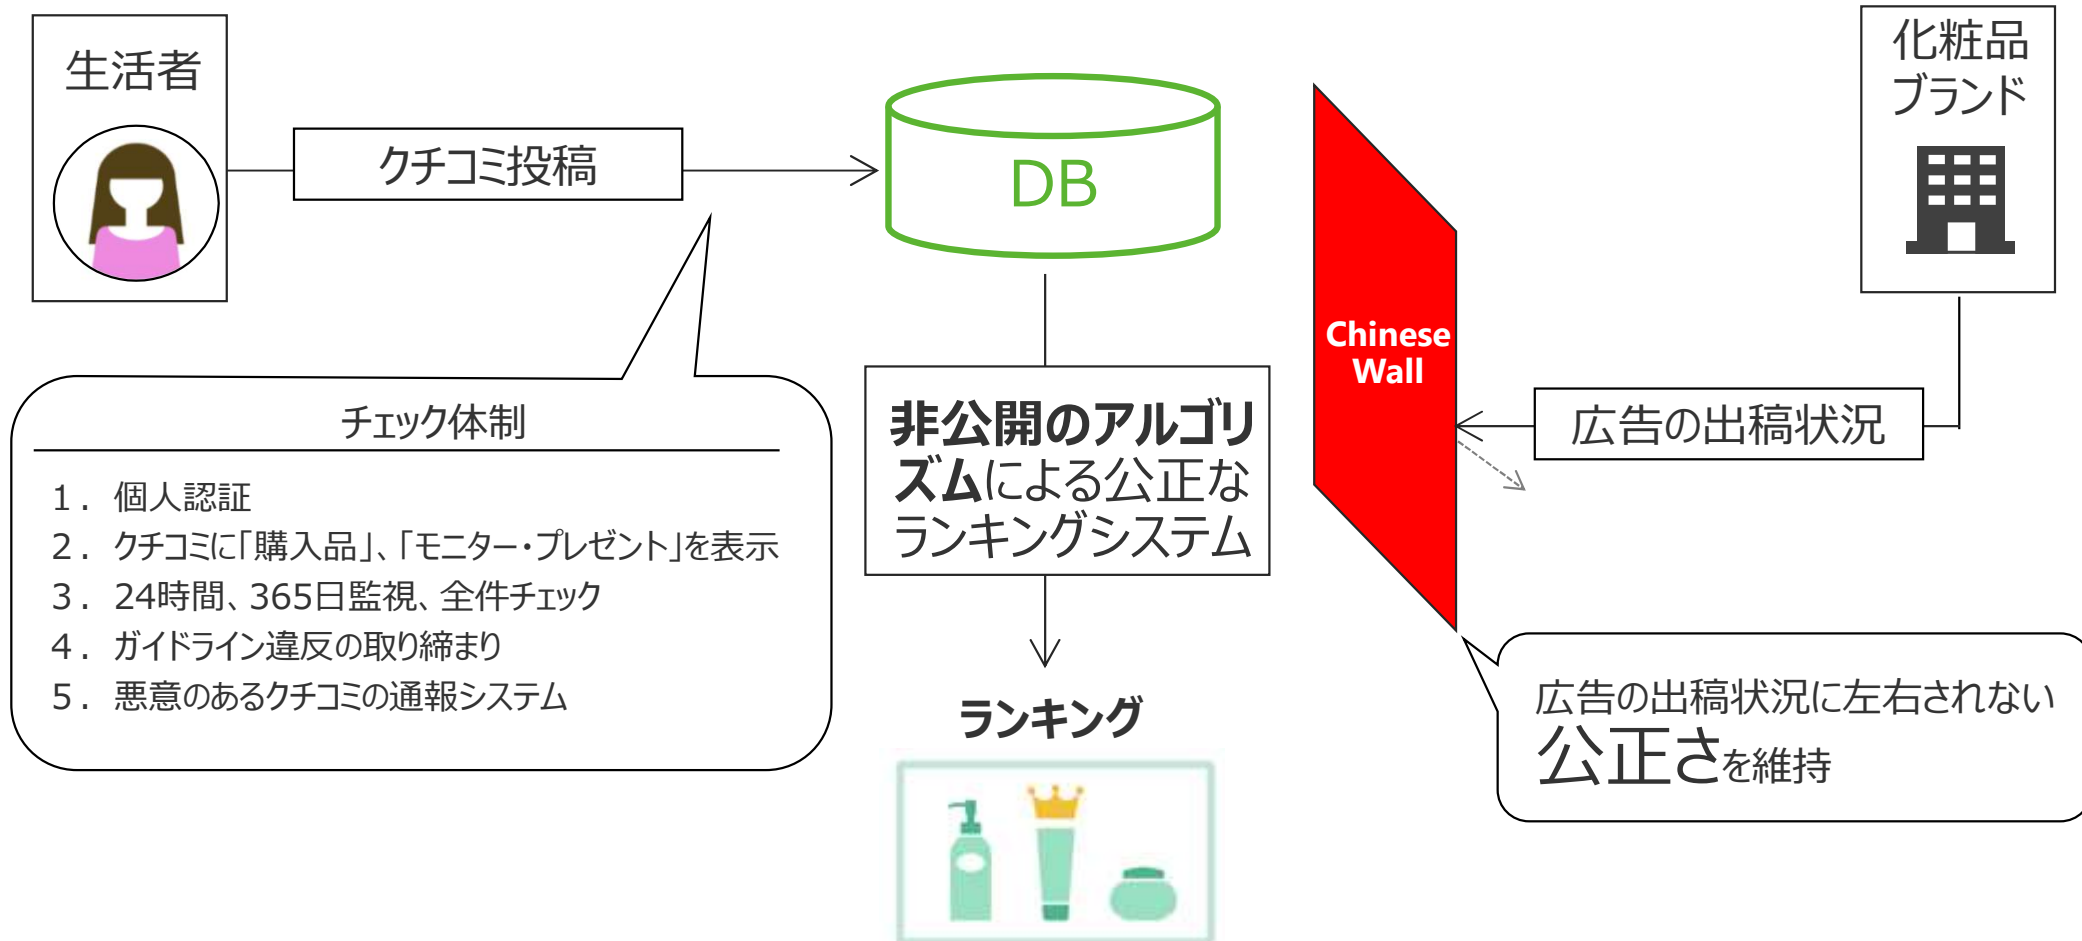 生活者
クチコミ投稿
DB
化粧品
ブランド
Chinese
Wall
広告の出稿状況
チェック体制
1．個人認証
2．クチコミに「購入品」、「モニター・プレゼント」を表示
3．24時間、365日監視、全件チェック
4．ガイドライン違反の取り締まり
5．悪意のあるクチコミの通報システム
非公開のアルゴリ
ズムによる公正な
ランキングシステム
ランキング
広告の出稿状況に左右されない
公正さを維持